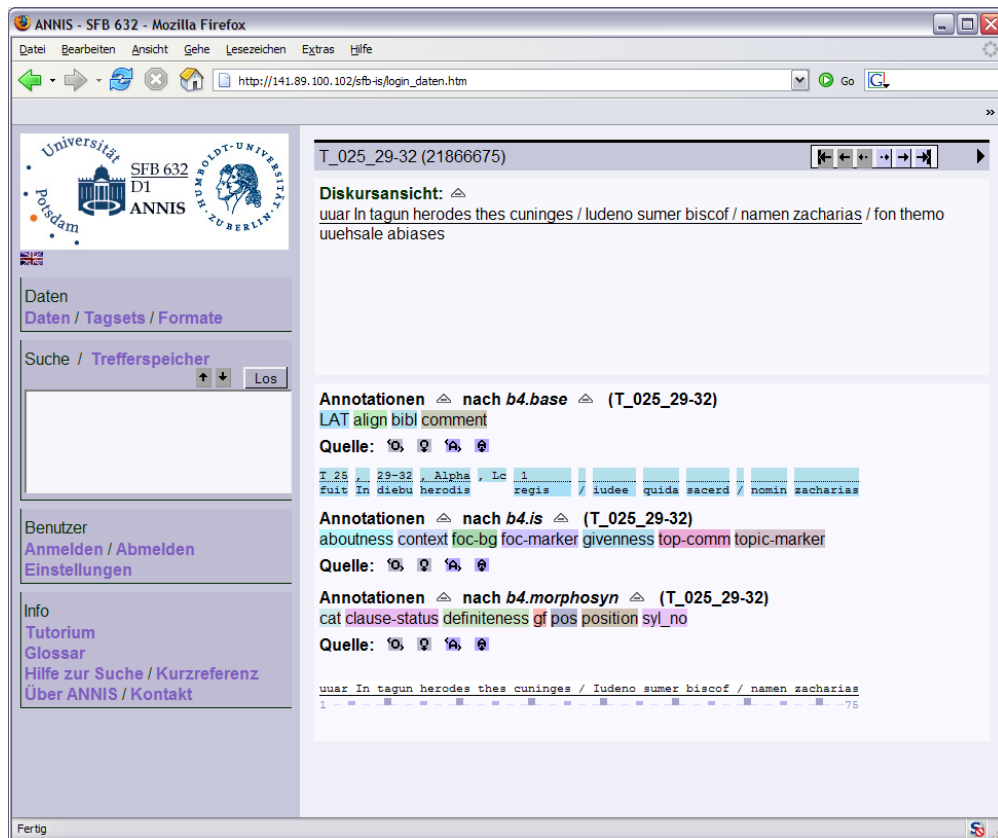 ANNIS - SFB 632 - Mozilla Firefox
Datei Bearbeiten Ansicht Gehe Lesezeichen Extras Hilfe
http://141.89.100.102/sfb-is/login_daten.htm Go
»
Universität Potsdam
SFB 632
D1
ANNIS
HUMBOLDT-UNIVERSITÄT · ZU BERLIN ·
Daten
Daten / Tagsets / Formate
Suche / Trefferspeicher
Los
Benutzer
Anmelden / Abmelden
Einstellungen
Info
Tutorium
Glossar
Hilfe zur Suche / Kurzreferenz
Über ANNIS / Kontakt
T_025_29-32 (21866675)
Diskursansicht:
uuar In tagun herodes thes cuninges / Iudeno sumer biscof / namen zacharias / fon themo
uuehsale abiases
Annotationen nach b4.base (T_025_29-32)
LAT align bibl comment
Quelle:
T 25 , 29-32 , Alpha , Lc 1
fuit In diebu herodis regis / iudee quida sacerd / nomin zacharias
Annotationen nach b4.is (T_025_29-32)
aboutness context foc-bg foc-marker givenness top-comm topic-marker
Quelle:
Annotationen nach b4.morphosyn (T_025_29-32)
cat clause-status definiteness gf pos position syl_no
Quelle:
uuar In tagun herodes thes cuninges / Iudeno sumer biscof / namen zacharias
1 75
Fertig